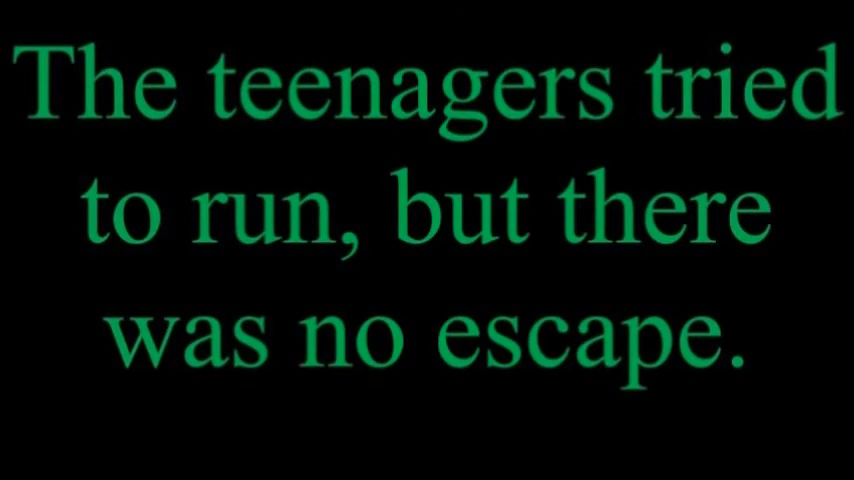 The teenagers tried
to run, but there
was no escape.